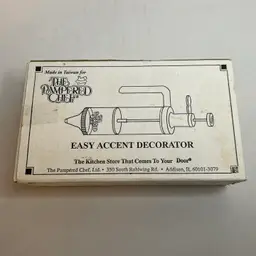 Made in Taiwan for
THE
PAMPERED
CHEF
EASY ACCENT DECORATOR
The Kitchen Store That Comes To Your Door®
The Pampered Chef, Ltd. • 350 South Rohlwing Rd. • Addison, IL 60101-3079